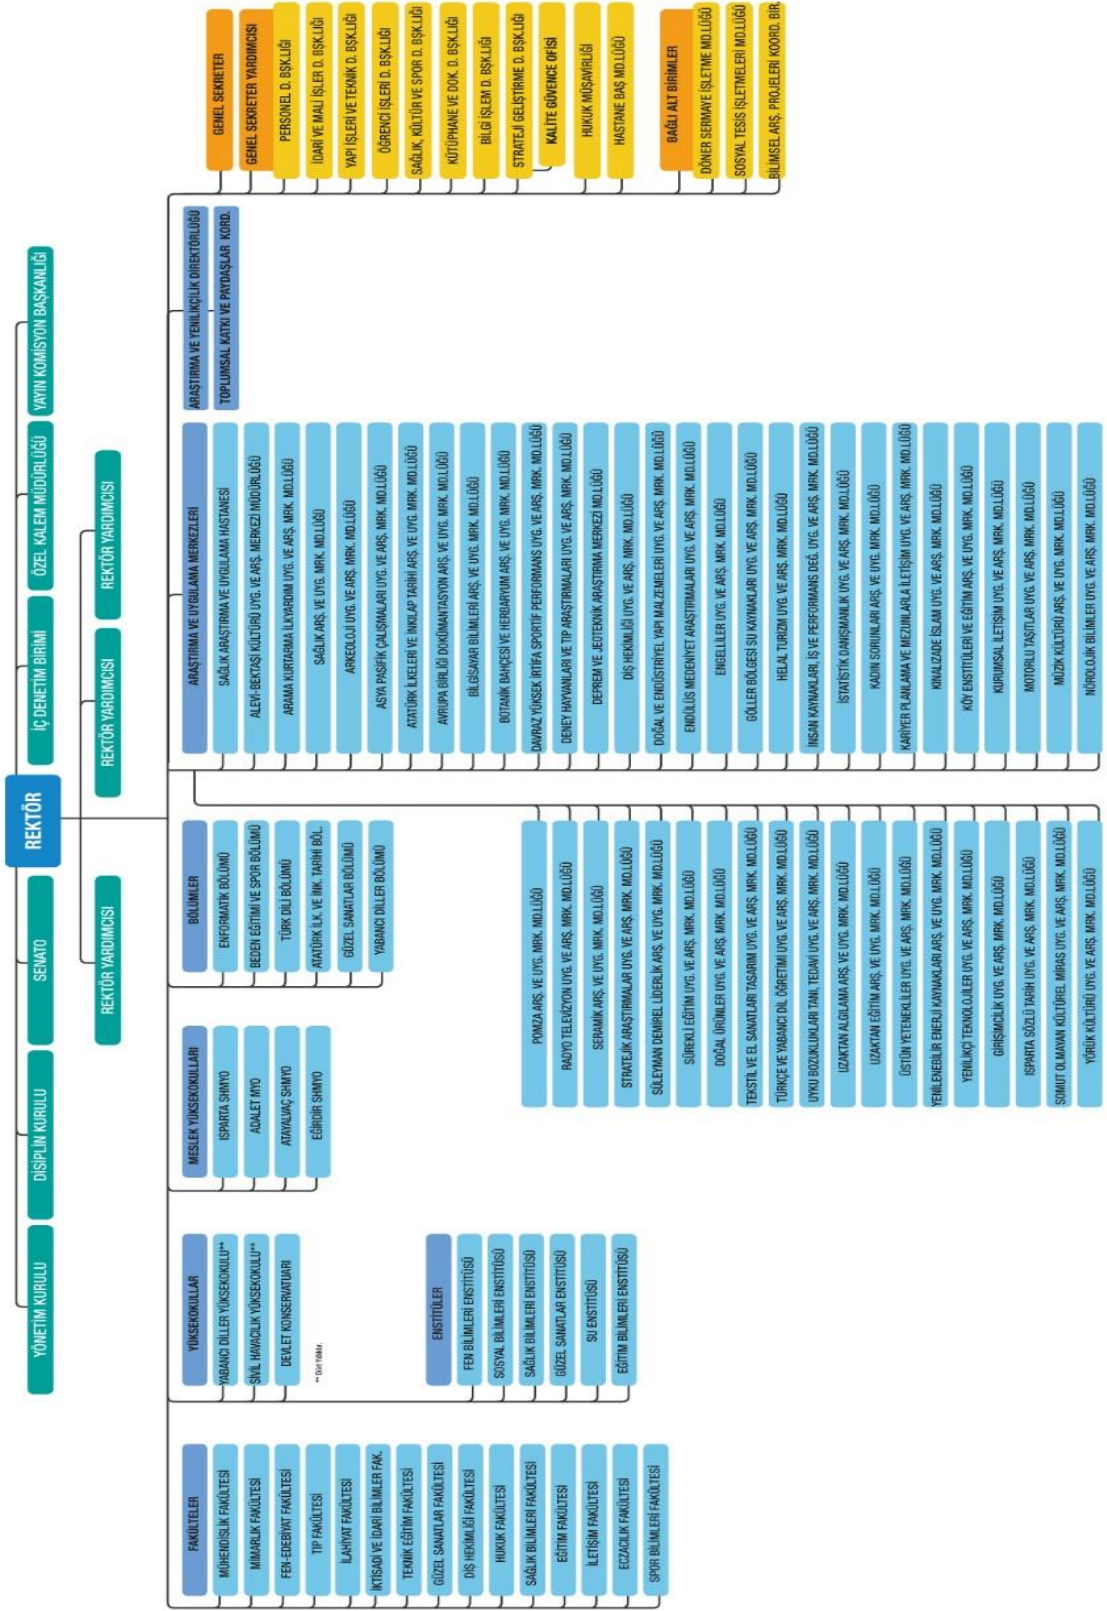 REKTÖR
YÖNETİM KURULU
DİSİPLİN KURULU
SENATO
İÇ DENETİM BİRİMİ
ÖZEL KALEM MÜDÜRLÜĞÜ
YAYIN KOMİSYON BAŞKANLIĞI
REKTÖR YARDIMCISI
REKTÖR YARDIMCISI
REKTÖR YARDIMCISI
FAKÜLTELER
MÜHENDİSLİK FAKÜLTESİ
MİMARLIK FAKÜLTESİ
FEN-EDEBİYAT FAKÜLTESİ
TIP FAKÜLTESİ
İLAHİYAT FAKÜLTESİ
İKTİSADİ VE İDARİ BİLİMLER FAK.
TEKNİK EĞİTİM FAKÜLTESİ
GÜZEL SANATLAR FAKÜLTESİ
DİŞ HEKİMLİĞİ FAKÜLTESİ
HUKUK FAKÜLTESİ
SAĞLIK BİLİMLERİ FAKÜLTESİ
EĞİTİM FAKÜLTESİ
İLETİŞİM FAKÜLTESİ
ECZACILIK FAKÜLTESİ
SPOR BİLİMLERİ FAKÜLTESİ
YÜKSEKOKULLAR
YABANCI DİLLER YÜKSEKOKULU**
SİVİL HAVACILIK YÜKSEKOKULU**
DEVLET KONSERVATUARI
** Dört Yıllıktır.
ENSTİTÜLER
FEN BİLİMLERİ ENSTİTÜSÜ
SOSYAL BİLİMLERİ ENSTİTÜSÜ
SAĞLIK BİLİMLERİ ENSTİTÜSÜ
GÜZEL SANATLAR ENSTİTÜSÜ
SU ENSTİTÜSÜ
EĞİTİM BİLİMLERİ ENSTİTÜSÜ
MESLEK YÜKSEKOKULLARI
ISPARTA SHMYO
ADALET MYO
ATAYALVAÇ SHMYO
EĞİRDİR SHMYO
BÖLÜMLER
ENFORMATİK BÖLÜMÜ
BEDEN EĞİTİMİ VE SPOR BÖLÜMÜ
TÜRK DİLİ BÖLÜMÜ
ATATÜRK İLK. VE İNK. TARİHİ BÖL.
GÜZEL SANATLAR BÖLÜMÜ
YABANCI DİLLER BÖLÜMÜ
ARAŞTIRMA VE UYGULAMA MERKEZLERİ
SAĞLIK ARAŞTIRMA VE UYGULAMA HASTANESİ
ALEVİ-BEKTAŞI KÜLTÜRÜ UYG. VE ARŞ. MERKEZİ MÜDÜRLÜĞÜ
ARAMA KURTARMA İLKYARDIM UYG. VE ARŞ. MRK. MD.LÜĞÜ
SAĞLIK ARŞ. VE UYG. MRK. MD.LÜĞÜ
ARKEOLOJİ UYG. VE ARŞ. MRK. MD.LÜĞÜ
ASYA PASİFİK ÇALIŞMALARI UYG. VE ARŞ. MRK. MD.LÜĞÜ
ATATÜRK İLKELERİ VE İNKILAP TARİHİ ARŞ. VE UYG. MRK. MD.LÜĞÜ
AVRUPA BİRLİĞİ DOKÜMANTASYON ARŞ. VE UYG. MRK. MD.LÜĞÜ
BİLGİSAYAR BİLİMLERİ ARŞ. VE UYG. MRK. MD.LÜĞÜ
BOTANİK BAHÇESİ VE HERBARYUM ARŞ. VE UYG. MRK. MD.LÜĞÜ
DAVRAZ YÜKSEK İRTİFA SPORTİF PERFORMANS UYG. VE ARŞ. MRK. MD.LÜĞÜ
DENEY HAYVANLARI VE TIP ARAŞTIRMALARI UYG. VE ARŞ. MRK. MD.LÜĞÜ
DEPREM VE JEOTEKNİK ARAŞTIRMA MERKEZİ MD.LÜĞÜ
DİŞ HEKİMLİĞİ UYG. VE ARŞ. MRK. MD.LÜĞÜ
DOĞAL VE ENDÜSTRİYEL YAPI MALZEMELERİ UYG. VE ARŞ. MRK. MD.LÜĞÜ
ENDÜLÜS MEDENİYET ARAŞTIRMALARI UYG. VE ARŞ. MRK. MD.LÜĞÜ
ENGELLİLER UYG. VE ARŞ. MRK. MD.LÜĞÜ
GÖLLER BÖLGESİ SU KAYNAKLARI UYG. VE ARŞ. MRK. MD.LÜĞÜ
HELAL TURİZM UYG. VE ARŞ. MRK. MD.LÜĞÜ
İNSAN KAYNAKLARI, İŞ VE PERFORMANS DEĞ. UYG. VE ARŞ. MRK. MD.LÜĞÜ
İSTATİSTİK DANIŞMANLIK UYG. VE ARŞ. MRK. MD.LÜĞÜ
KADIN SORUNLARI ARŞ. VE UYG. MRK. MD.LÜĞÜ
KARİYER PLANLAMA VE MEZUNLARLA İLETİŞİM UYG. VE ARŞ. MRK. MD.LÜĞÜ
KINALIZADE İSLAM UYG. VE ARŞ. MRK. MD.LÜĞÜ
KÖY ENSTİTÜLERİ VE EĞİTİM ARŞ. VE UYG. MRK. MD.LÜĞÜ
KURUMSAL İLETİŞİM UYG. VE ARŞ. MRK. MD.LÜĞÜ
MOTORLU TAŞITLAR UYG. VE ARŞ. MRK. MD.LÜĞÜ
MÜZİK KÜLTÜRÜ ARŞ. VE UYG. MRK. MD.LÜĞÜ
NÖROLOJİK BİLİMLER UYG. VE ARŞ. MRK. MD.LÜĞÜ
POMZA ARŞ. VE UYG. MRK. MD.LÜĞÜ
RADYO TELEVİZYON UYG. VE ARŞ. MRK. MD.LÜĞÜ
SERAMİK ARŞ. VE UYG. MRK. MD.LÜĞÜ
STRATEJİK ARAŞTIRMALAR UYG. VE ARŞ. MRK. MD.LÜĞÜ
SÜLEYMAN DEMİREL LİDERLİK ARŞ. VE UYG. MRK. MD.LÜĞÜ
SÜREKLİ EĞİTİM UYG. VE ARŞ. MRK. MD.LÜĞÜ
DOĞAL ÜRÜNLER UYG. VE ARŞ. MRK. MD.LÜĞÜ
TEKSTİL VE EL SANATLARI TASARIM UYG. VE ARŞ. MRK. MD.LÜĞÜ
TÜRKÇE VE YABANCI DİL ÖĞRETİMİ UYG. VE ARŞ. MRK. MD.LÜĞÜ
UYKU BOZUKLUKLARI TANI, TEDAVİ UYG. VE ARŞ. MRK. MD.LÜĞÜ
UZAKTAN ALGILAMA ARŞ. VE UYG. MRK. MD.LÜĞÜ
UZAKTAN EĞİTİM ARŞ. VE UYG. MRK. MD.LÜĞÜ
ÜSTÜN YETENEKLİLER UYG. VE ARŞ. MRK. MD.LÜĞÜ
YENİLENEBİLİR ENERJİ KAYNAKLARI ARŞ. VE UYG. MRK. MD.LÜĞÜ
YENİLİKÇİ TEKNOLOJİLER UYG. VE ARŞ. MRK. MD.LÜĞÜ
GİRİŞİMCİLİK UYG. VE ARŞ. MRK. MD.LÜĞÜ
ISPARTA SÖZLÜ TARİH UYG. VE ARŞ. MRK. MD.LÜĞÜ
SOMUT OLMAYAN KÜLTÜREL MİRAS UYG. VE ARŞ. MRK. MD.LÜĞÜ
YÖRÜK KÜLTÜRÜ UYG. VE ARŞ. MRK. MD.LÜĞÜ
ARAŞTIRMA VE YENİLİKÇİLİK DİREKTÖRLÜĞÜ
TOPLUMSAL KATKI VE PAYDAŞLAR KORD.
GENEL SEKRETER
GENEL SEKRETER YARDIMCISI
PERSONEL D. BŞK.LIĞI
İDARİ VE MALİ İŞLER D. BŞK.LIĞI
YAPI İŞLERİ VE TEKNİK D. BŞK.LIĞI
ÖĞRENCİ İŞLERİ D. BŞK.LIĞI
SAĞLIK, KÜLTÜR VE SPOR D. BŞK.LIĞI
KÜTÜPHANE VE DOK. D. BŞK.LIĞI
BİLGİ İŞLEM D. BŞK.LIĞI
STRATEJİ GELİŞTİRME D. BŞK.LIĞI
KALİTE GÜVENCE OFİSİ
HUKUK MÜŞAVİRLİĞİ
HASTANE BAŞ MD.LÜĞÜ
BAĞLI ALT BİRİMLER
DÖNER SERMAYE İŞLETME MD.LÜĞÜ
SOSYAL TESİS İŞLETMELERİ MD.LÜĞÜ
BİLİMSEL ARŞ. PROJELERİ KOORD. BİR.